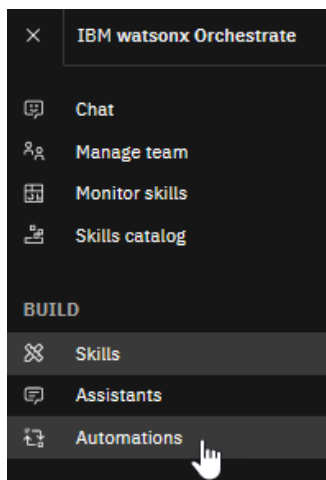 IBM watsonx Orchestrate
Chat
Manage team
Monitor skills
Skills catalog
BUILD
Skills
Assistants
Automations